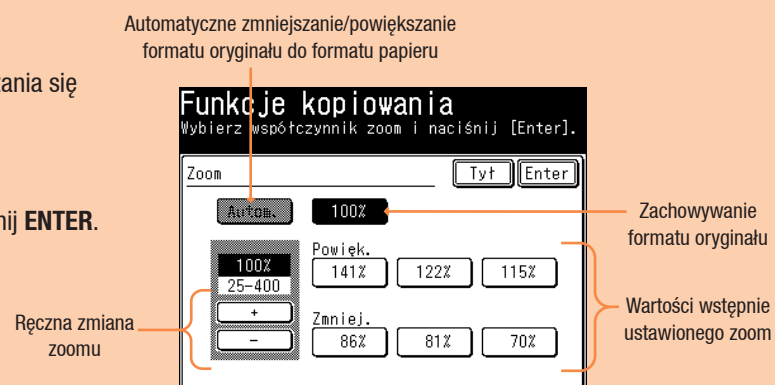 Automatyczne zmniejszanie/powiększanie
formatu oryginału do formatu papieru
tania się
nij ENTER.
Funkcje kopiowania
Wybierz współczynnik zoom i naciśnij [Enter].
Zoom
Tył
Enter
Autom.
100%
Zachowywanie
formatu oryginału
100%
25-400
+
-
Ręczna zmiana
zoomu
Powięk.
141%
122%
115%
Zmniej.
86%
81%
70%
Wartości wstępnie
ustawionego zoom